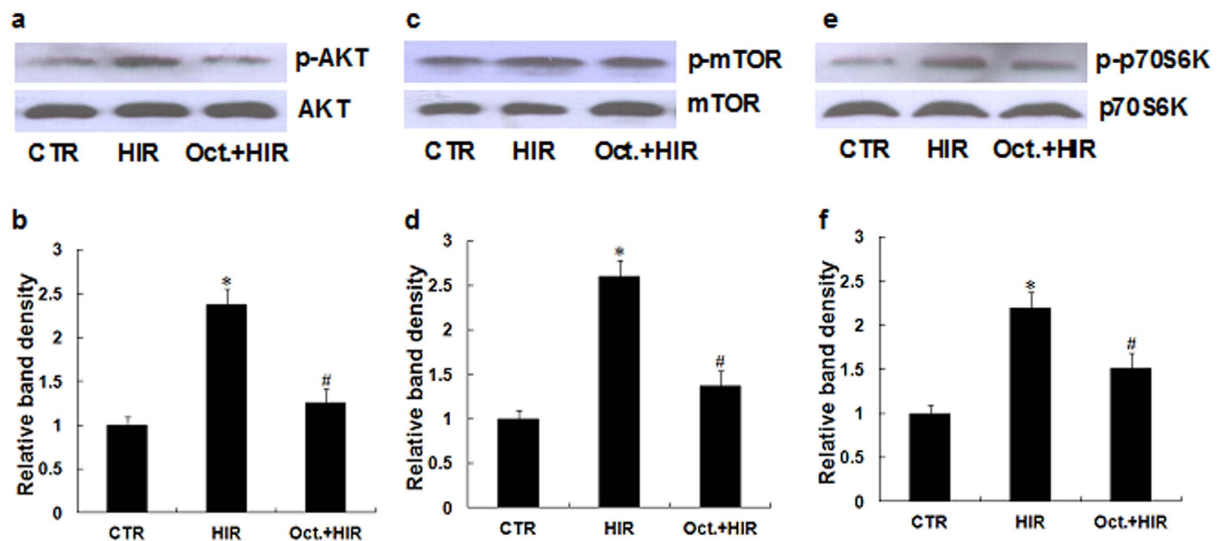 a
p-AKT
AKT
CTR HIR Oct.+HIR
c
p-mTOR
mTOR
CTR HIR Oct.+HIR
e
p-p70S6K
p70S6K
CTR HIR Oct.+HIR
b
Relative band density
3
2.5
2
1.5
1
0.5
0
*
#
CTR HIR Oct.+HIR
d
Relative band density
3
2.5
2
1.5
1
0.5
0
*
#
CTR HIR Oct.+HIR
f
Relative band density
3
2.5
2
1.5
1
0.5
0
*
#
CTR HIR Oct.+HIR